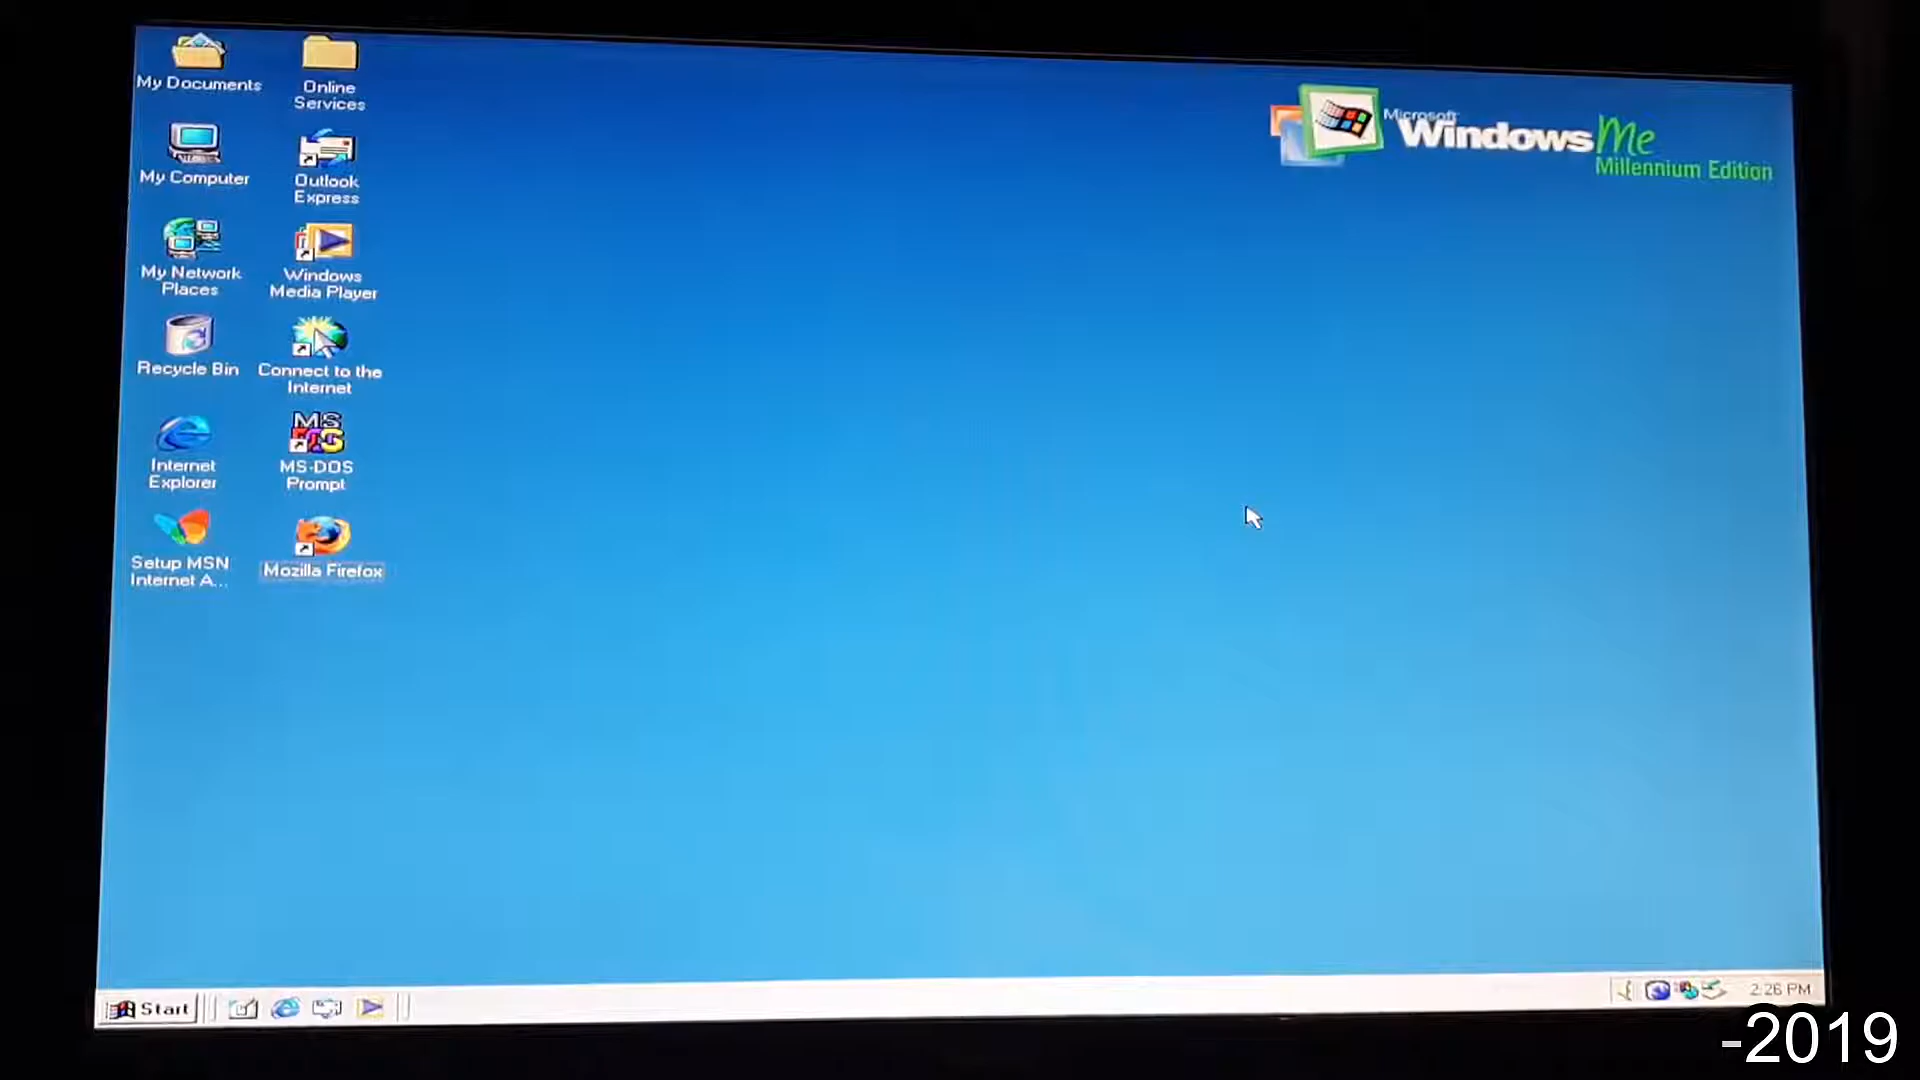 My Documents
Online
Services
Microsoft
Windows Me
Millennium Edition
My Computer
Outlook
Express
My Network
Places
Windows
Media Player
Recycle Bin
Connect to the
Internet
Internet
Explorer
MS
MS-DOS
Prompt
Setup MSN
Internet A...
Mozilla Firefox
Start
2:26 PM
-2019